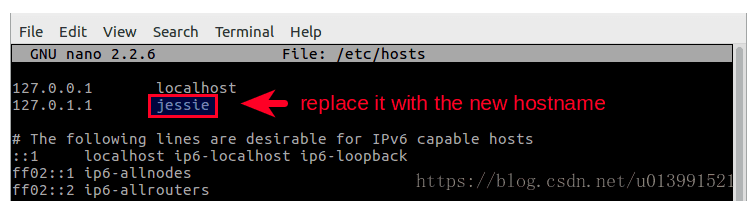 File Edit View Search Terminal Help
GNU nano 2.2.6 File: /etc/hosts
127.0.0.1 localhost
127.0.1.1 jessie replace it with the new hostname
# The following lines are desirable for IPv6 capable hosts
::1 localhost ip6-localhost ip6-loopback
ff02::1 ip6-allnodes
ff02::2 ip6-allrouters
https://blog.csdn.net/u013991521